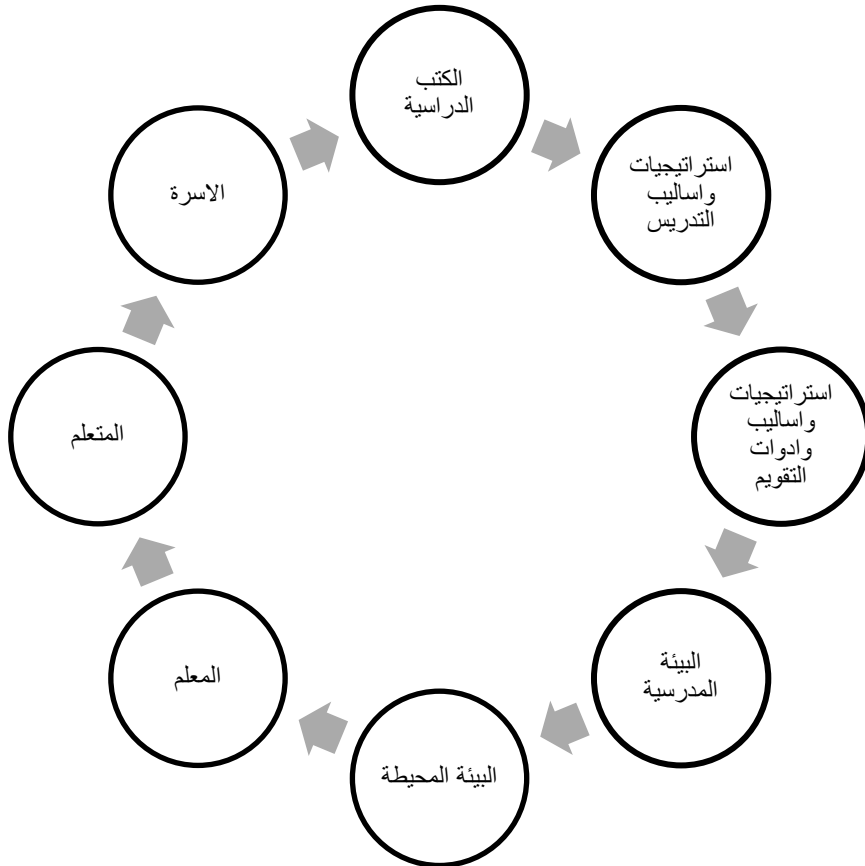 الكتب
الدراسية
استراتيجيات
واساليب
التدريس
استراتيجيات
واساليب
وادوات
التقويم
البيئة
المدرسية
البيئة المحيطة
المعلم
المتعلم
الاسرة